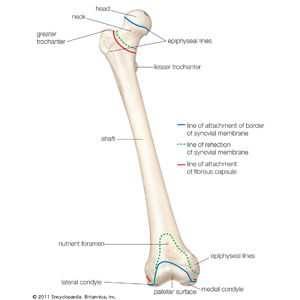 head
neck
greater
trochanter
epiphyseal lines
lesser trochanter
shaft
line of attachment of border
of synovial membrane
line of reflection
of synovial membrane
line of attachment
of fibrous capsule
nutrient foramen
epiphyseal lines
lateral condyle
medial condyle
patellar surface
© 2011 Encyclopædia Britannica, Inc.